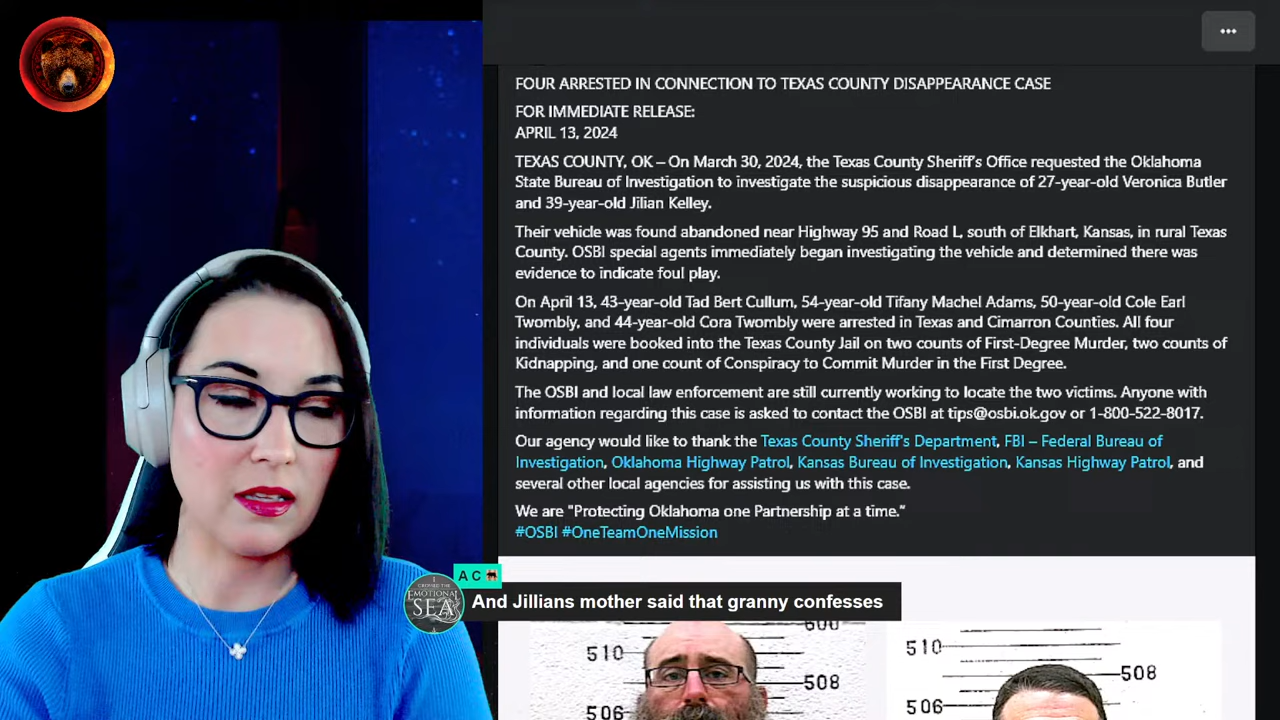 FOUR ARRESTED IN CONNECTION TO TEXAS COUNTY DISAPPEARANCE CASE
FOR IMMEDIATE RELEASE:
APRIL 13, 2024
TEXAS COUNTY, OK – On March 30, 2024, the Texas County Sheriff's Office requested the Oklahoma
State Bureau of Investigation to investigate the suspicious disappearance of 27-year-old Veronica Butler
and 39-year-old Jilian Kelley.
Their vehicle was found abandoned near Highway 95 and Road L, south of Elkhart, Kansas, in rural Texas
County. OSBI special agents immediately began investigating the vehicle and determined there was
evidence to indicate foul play.
On April 13, 43-year-old Tad Bert Cullum, 54-year-old Tifany Machel Adams, 50-year-old Cole Earl
Twombly, and 44-year-old Cora Twombly were arrested in Texas and Cimarron Counties. All four
individuals were booked into the Texas County Jail on two counts of First-Degree Murder, two counts of
Kidnapping, and one count of Conspiracy to Commit Murder in the First Degree.
The OSBI and local law enforcement are still currently working to locate the two victims. Anyone with
information regarding this case is asked to contact the OSBI at tips@osbi.ok.gov or 1-800-522-8017.
Our agency would like to thank the Texas County Sheriff's Department, FBI – Federal Bureau of
Investigation, Oklahoma Highway Patrol, Kansas Bureau of Investigation, Kansas Highway Patrol, and
several other local agencies for assisting us with this case.
We are "Protecting Oklahoma one Partnership at a time."
#OSBI #OneTeamOneMission
A C
EMOTIONAL
SEA
And Jillians mother said that granny confesses
510
508
506
510
508
506